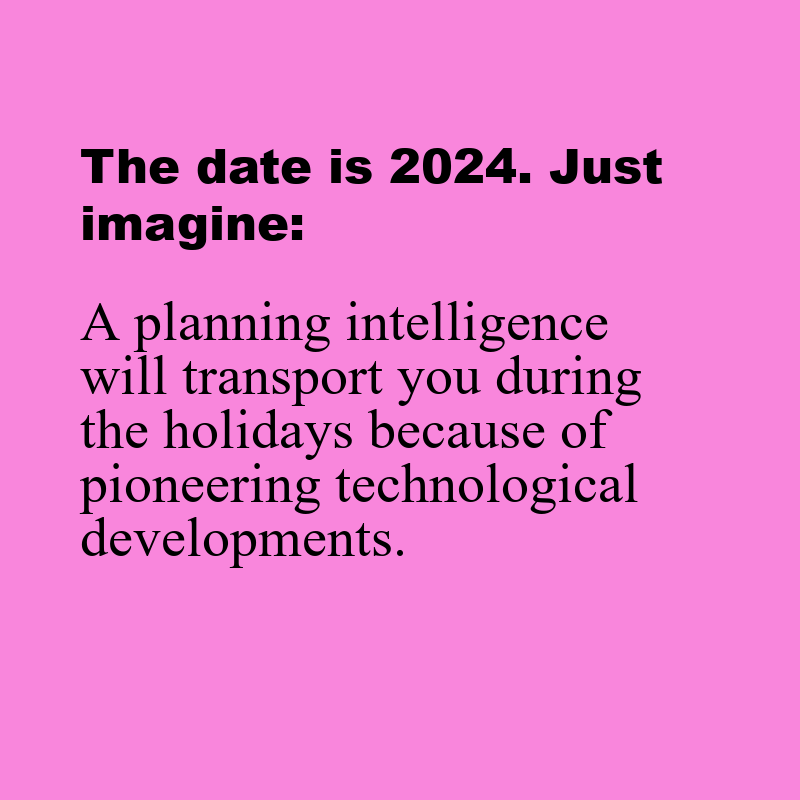 The date is 2024. Just
imagine:
A planning intelligence
will transport you during
the holidays because of
pioneering technological
developments.